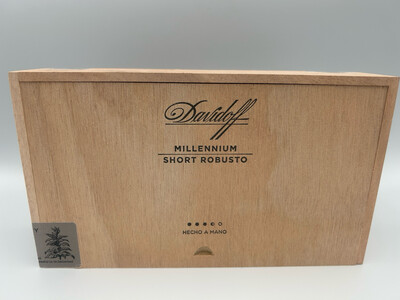 Davidoff
MILLENNIUM
SHORT ROBUSTO
HECHO A MANO